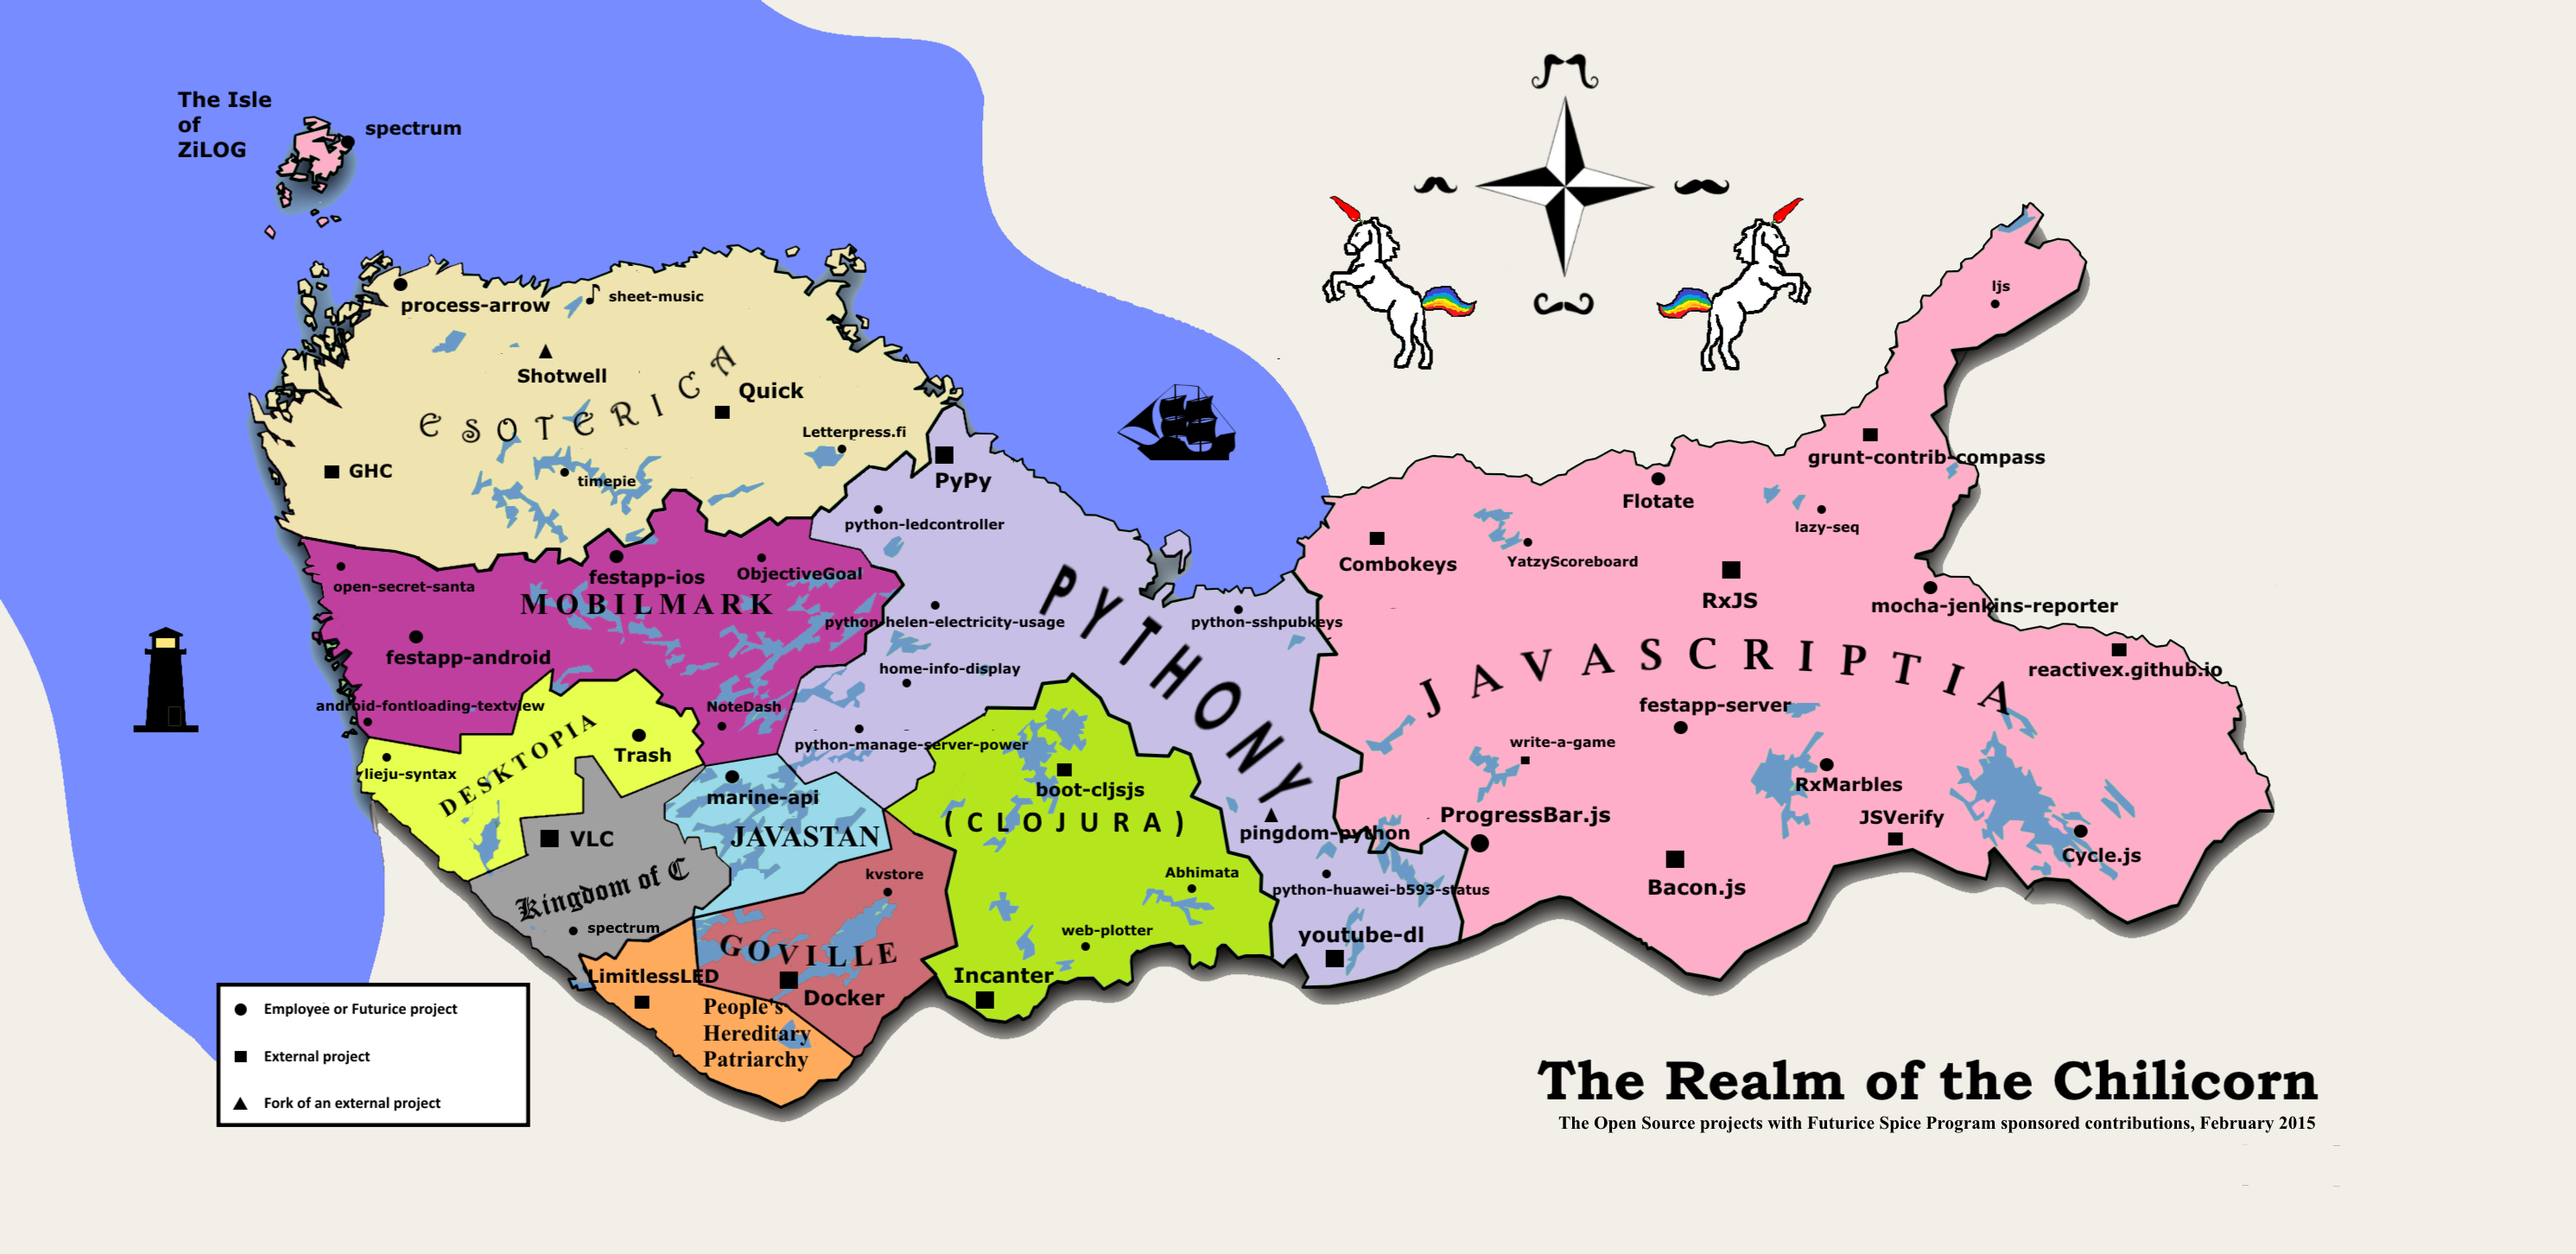 The Isle
of
ZiLOG
spectrum
process-arrow
sheet-music
Shotwell
Quick
ESOTERICA
Letterpress.fi
GHC
timepie
PyPy
python-ledcontroller
open-secret-santa
festapp-ios
ObjectiveGoal
MOBILMARK
python-helen-electricity-usage
python-sshpubkeys
festapp-android
home-info-display
android-fontloading-textview
NoteDash
PYTHONY
python-manage-server-power
DESKTOPIA
Trash
lieju-syntax
marine-api
JAVASTAN
boot-cljsjs
(CLOJURA)
pingdom-python
VLC
Kingdom of C
kvstore
Abhimata
python-huawei-b593-status
spectrum
web-plotter
youtube-dl
GOVILLE
LimitlessLED
Incanter
Docker
People's
Hereditary
Patriarchy
ljs
grunt-contrib-compass
Flotate
lazy-seq
Combokeys
YatzyScoreboard
RxJS
mocha-jenkins-reporter
JAVASCRIPTIA
reactivex.github.io
festapp-server
write-a-game
RxMarbles
ProgressBar.js
JSVerify
Cycle.js
Bacon.js
Employee or Futurice project
External project
Fork of an external project
The Realm of the Chilicorn
The Open Source projects with Futurice Spice Program sponsored contributions, February 2015